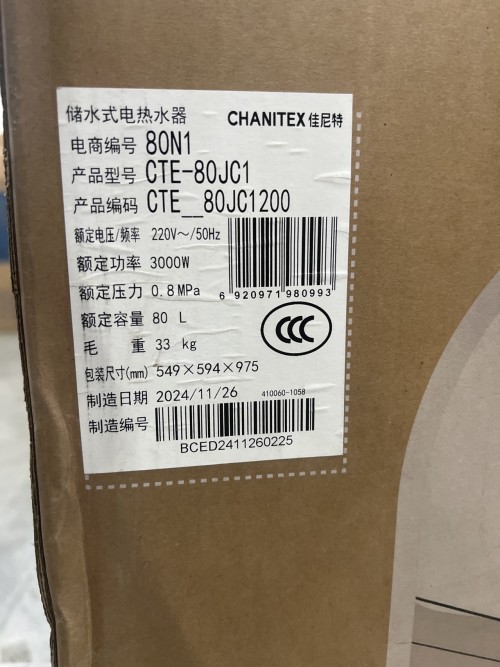 储水式电热水器 CHANITEX 佳尼特
电商编号 80N1
产品型号 CTE-80JC1
产品编码 CTE__80JC1200
额定电压/频率 220V～/50Hz
额定功率 3000W
额定压力 0.8MPa
6 920971 980993
额定容量 80 L
CCC
毛 重 33 kg
包装尺寸(mm) 549×594×975
制造日期 2024/11/26 410060-1058
制造编号
BCED2411260225